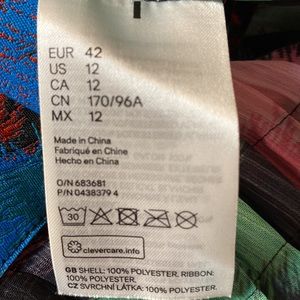 EUR 42
US 12
CA 12
CN 170/96A
MX 12
Made in China
Fabriqué en Chine
Hecho en China
O/N 683681
P/N 0438379 4
30
clevercare.info
GB SHELL: 100% POLYESTER. RIBBON:
100% POLYESTER
CZ SVRCHNÍ LÁTKA: 100% POLYESTER